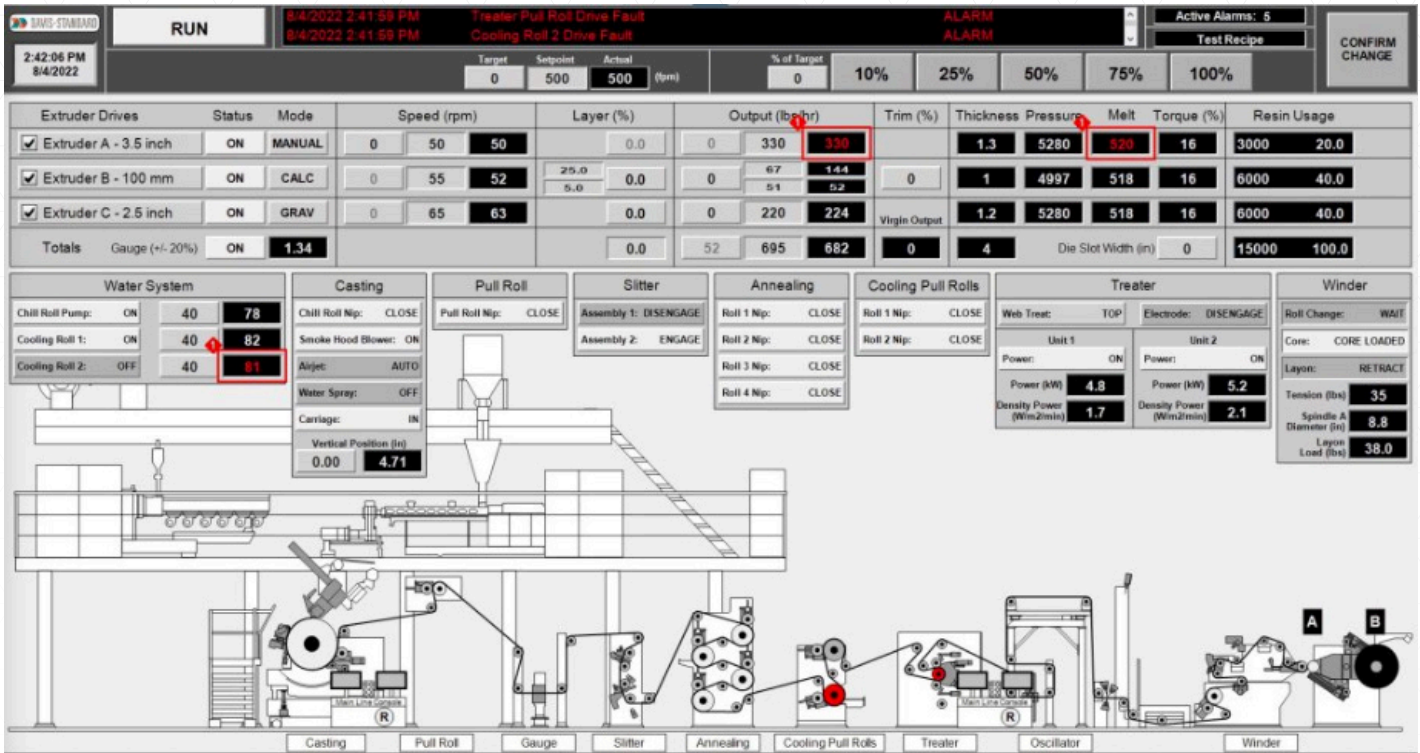 DAVIS-STANDARD
RUN
8/4/2022 2:41:59 PM Treater Pull Roll Drive Fault ALARM
8/4/2022 2:41:59 PM Cooling Roll 2 Drive Fault ALARM
Active Alarms: 5
Test Recipe
CONFIRM
CHANGE
2:42:06 PM
8/4/2022
Target Setpoint Actual
0 500 500 (fpm)
% of Target
0
10% 25% 50% 75% 100%
Extruder Drives Status Mode Speed (rpm) Layer (%) Output (lbs/hr) Trim (%) Thickness Pressure Melt Torque (%) Resin Usage
Extruder A - 3.5 inch ON MANUAL 0 50 50 0.0 0 330 330 1.3 5280 520 16 3000 20.0
Extruder B - 100 mm ON CALC 0 55 52 25.0 5.0 0.0 0 67 144 51 52 0 1 4997 518 16 6000 40.0
Extruder C - 2.5 inch ON GRAV 0 65 63 0.0 0 220 224 Virgin Output 1.2 5280 518 16 6000 40.0
Totals Gauge (+/- 20%) ON 1.34 0.0 52 695 682 0 4 Die Slot Width (in) 0 15000 100.0
Water System
Chill Roll Pump: ON 40 78
Cooling Roll 1: ON 40 82
Cooling Roll 2: OFF 40 81
Casting
Chill Roll Nip: CLOSE
Smoke Hood Blower: ON
Airjet: AUTO
Water Spray: OFF
Carriage: IN
Vertical Position (in)
0.00 4.71
Pull Roll
Pull Roll Nip: CLOSE
Slitter
Assembly 1: DISENGAGE
Assembly 2: ENGAGE
Annealing
Roll 1 Nip: CLOSE
Roll 2 Nip: CLOSE
Roll 3 Nip: CLOSE
Roll 4 Nip: CLOSE
Cooling Pull Rolls
Roll 1 Nip: CLOSE
Roll 2 Nip: CLOSE
Treater
Web Treat: TOP
Electrode: DISENGAGE
Unit 1
Power: ON
Power (kW) 4.8
Density Power
(W/m2/min) 1.7
Unit 2
Power: ON
Power (kW) 5.2
Density Power
(W/m2/min) 2.1
Winder
Roll Change: WAIT
Core: CORE LOADED
Layon: RETRACT
Tension (lbs) 35
Spindle A
Diameter (in) 8.8
Layon
Load (lbs) 38.0
A B
Main Line Console
R
Main Line Console
R
Casting Pull Roll Gauge Slitter Annealing Cooling Pull Rolls Treater Oscillator Winder